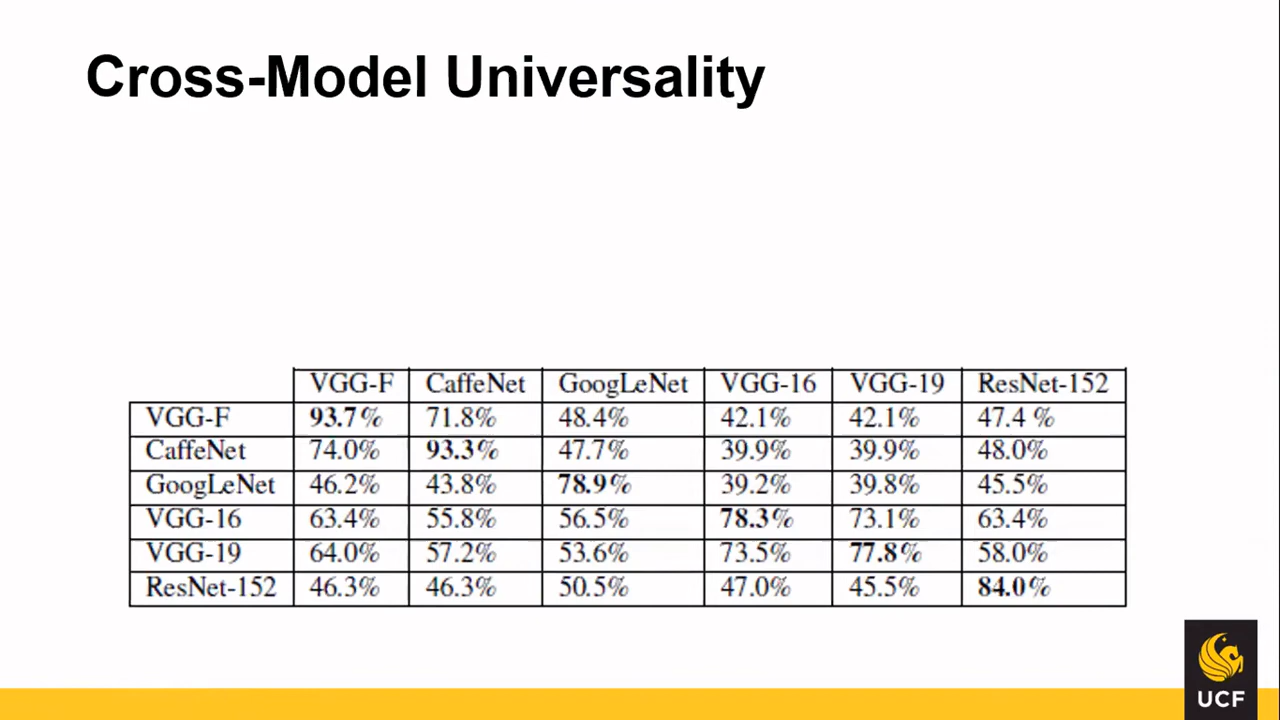 Cross-Model Universality
VGG-F CaffeNet GoogLeNet VGG-16 VGG-19 ResNet-152
VGG-F 93.7% 71.8% 48.4% 42.1% 42.1% 47.4 %
CaffeNet 74.0% 93.3% 47.7% 39.9% 39.9% 48.0%
GoogLeNet 46.2% 43.8% 78.9% 39.2% 39.8% 45.5%
VGG-16 63.4% 55.8% 56.5% 78.3% 73.1% 63.4%
VGG-19 64.0% 57.2% 53.6% 73.5% 77.8% 58.0%
ResNet-152 46.3% 46.3% 50.5% 47.0% 45.5% 84.0%
UCF